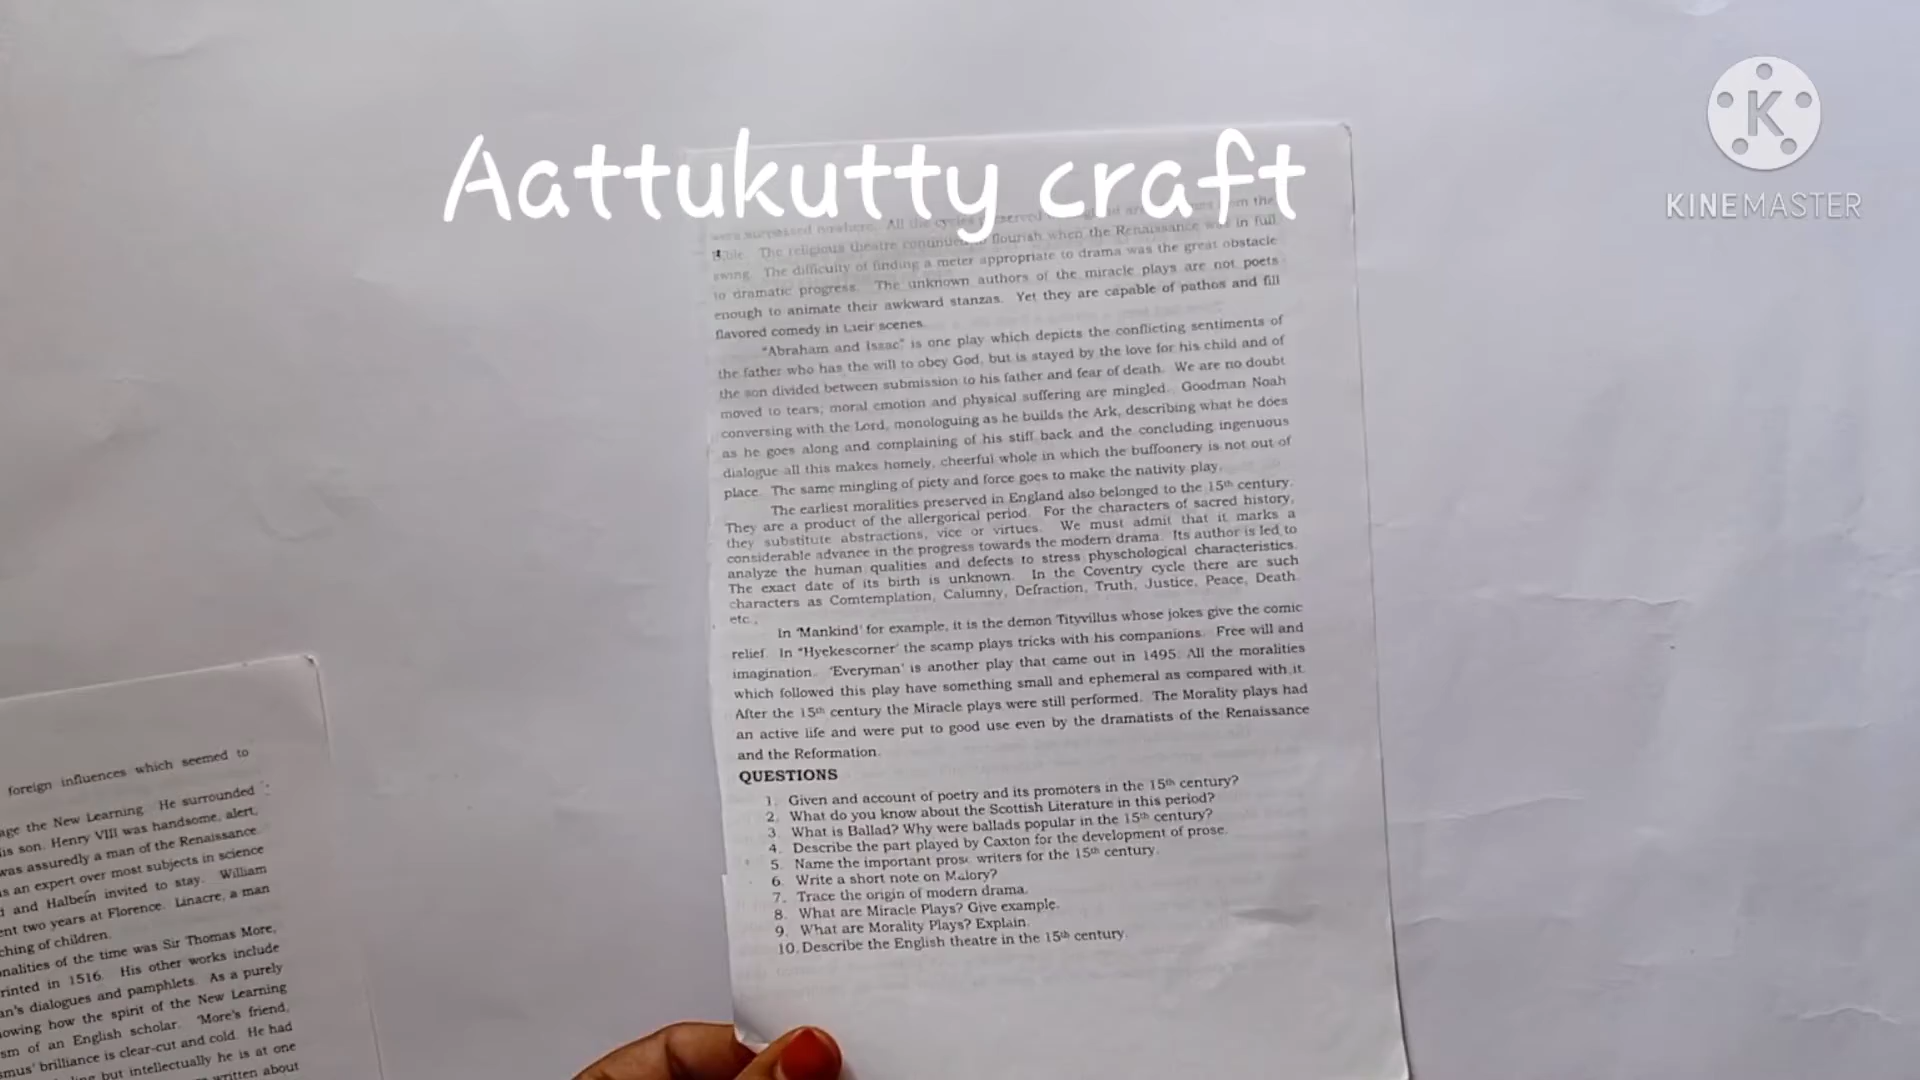 Aattukutty craft
K
KINEMASTER
were surpassed nowhere. All the cycles preserved from the
Bible. The religious theatre continued to flourish when the Renaissance was in full
swing. The difficulty of finding a meter appropriate to drama was the great obstacle
to dramatic progress. The unknown authors of the miracle plays are not poets
enough to animate their awkward stanzas. Yet they are capable of pathos and fill
flavored comedy in their scenes.
"Abraham and Issac" is one play which depicts the conflicting sentiments of
the father who has the will to obey God, but is stayed by the love for his child and of
the son divided between submission to his father and fear of death. We are no doubt
moved to tears; moral emotion and physical suffering are mingled. Goodman Noah
conversing with the Lord, monologuing as he builds the Ark, describing what he does
as he goes along and complaining of his stiff back and the concluding ingenuous
dialogue all this makes homely, cheerful whole in which the buffoonery is not out of
place. The same mingling of piety and force goes to make the nativity play.
The earliest moralities preserved in England also belonged to the 15th century.
They are a product of the allergorical period. For the characters of sacred history,
they substitute abstractions, vice or virtues. We must admit that it marks a
considerable advance in the progress towards the modern drama. Its author is led to
analyze the human qualities and defects to stress physchological characteristics.
The exact date of its birth is unknown. In the Coventry cycle there are such
characters as Comtemplation, Calumny, Defraction, Truth, Justice, Peace, Death
etc.,
In 'Mankind' for example, it is the demon Tityvillus whose jokes give the comic
relief. In "Hyekescorner' the scamp plays tricks with his companions. Free will and
imagination. 'Everyman' is another play that came out in 1495. All the moralities
which followed this play have something small and ephemeral as compared with it.
After the 15th century the Miracle plays were still performed. The Morality plays had
an active life and were put to good use even by the dramatists of the Renaissance
and the Reformation.
QUESTIONS
1. Given and account of poetry and its promoters in the 15th century?
2. What do you know about the Scottish Literature in this period?
3. What is Ballad? Why were ballads popular in the 15th century?
4. Describe the part played by Caxton for the development of prose.
5. Name the important prose writers for the 15th century.
6. Write a short note on Malory?
7. Trace the origin of modern drama.
8. What are Miracle Plays? Give example.
9. What are Morality Plays? Explain.
10. Describe the English theatre in the 15th century.
foreign influences which seemed to
age the New Learning. He surrounded
is son. Henry VIII was handsome, alert,
was assuredly a man of the Renaissance.
s an expert over most subjects in science
d and Halbein invited to stay. William
ent two years at Florence. Linacre, a man
ching of children.
nalities of the time was Sir Thomas More,
rinted in 1516. His other works include
an's dialogues and pamphlets. As a purely
howing how the spirit of the New Learning
sm of an English scholar. 'More's friend,
smus' brilliance is clear-cut and cold. He had
ling but intellectually he is at one
written about